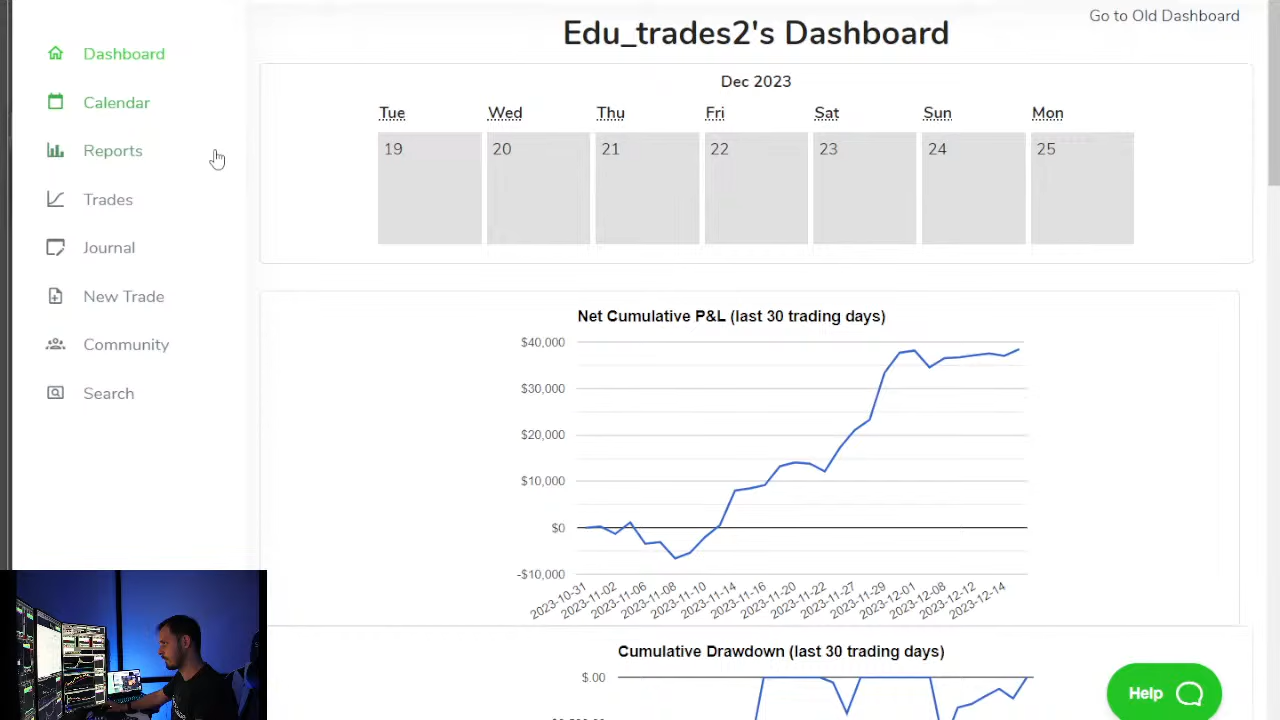 Go to Old Dashboard
Edu_trades2's Dashboard
Dashboard
Calendar
Reports
Trades
Journal
New Trade
Community
Search
Dec 2023
Tue Wed Thu Fri Sat Sun Mon
19 20 21 22 23 24 25
Net Cumulative P&L (last 30 trading days)
$40,000
$30,000
$20,000
$10,000
$0
-$10,000
2023-10-31 2023-11-02 2023-11-06 2023-11-08 2023-11-10 2023-11-14 2023-11-16 2023-11-20 2023-11-22 2023-11-27 2023-11-29 2023-12-01 2023-12-08 2023-12-12 2023-12-14
Cumulative Drawdown (last 30 trading days)
$.00
Help